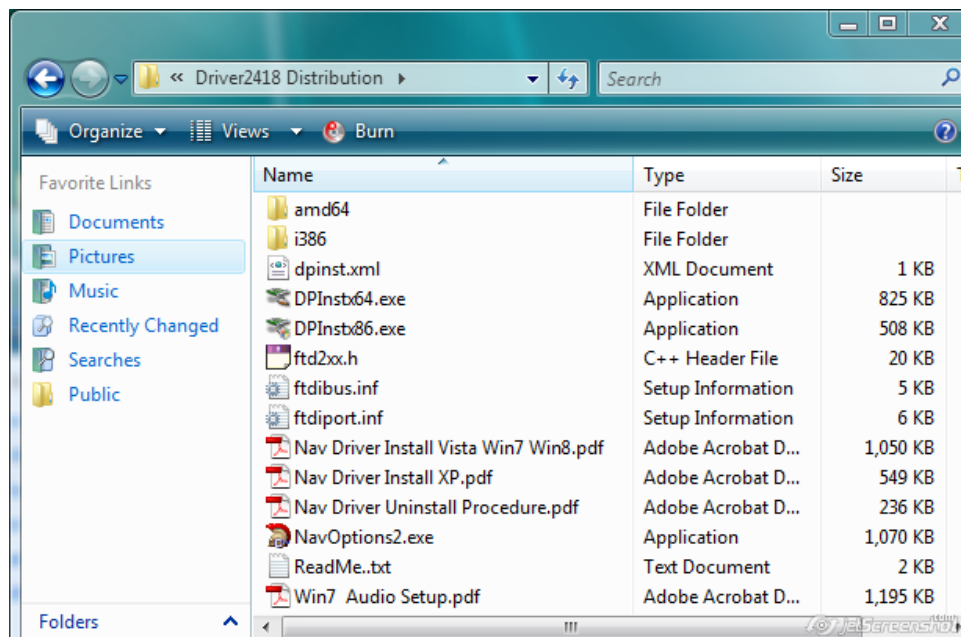 « Driver2418 Distribution
Search
Organize Views Burn
Favorite Links
Documents
Pictures
Music
Recently Changed
Searches
Public
Folders
Name Type Size
amd64 File Folder
i386 File Folder
dpinst.xml XML Document 1 KB
DPInstx64.exe Application 825 KB
DPInstx86.exe Application 508 KB
ftd2xx.h C++ Header File 20 KB
ftdibus.inf Setup Information 5 KB
ftdiport.inf Setup Information 6 KB
Nav Driver Install Vista Win7 Win8.pdf Adobe Acrobat D... 1,050 KB
Nav Driver Install XP.pdf Adobe Acrobat D... 549 KB
Nav Driver Uninstall Procedure.pdf Adobe Acrobat D... 236 KB
NavOptions2.exe Application 1,070 KB
ReadMe..txt Text Document 2 KB
Win7  Audio Setup.pdf Adobe Acrobat D... 1,195 KB
jetScreenshot